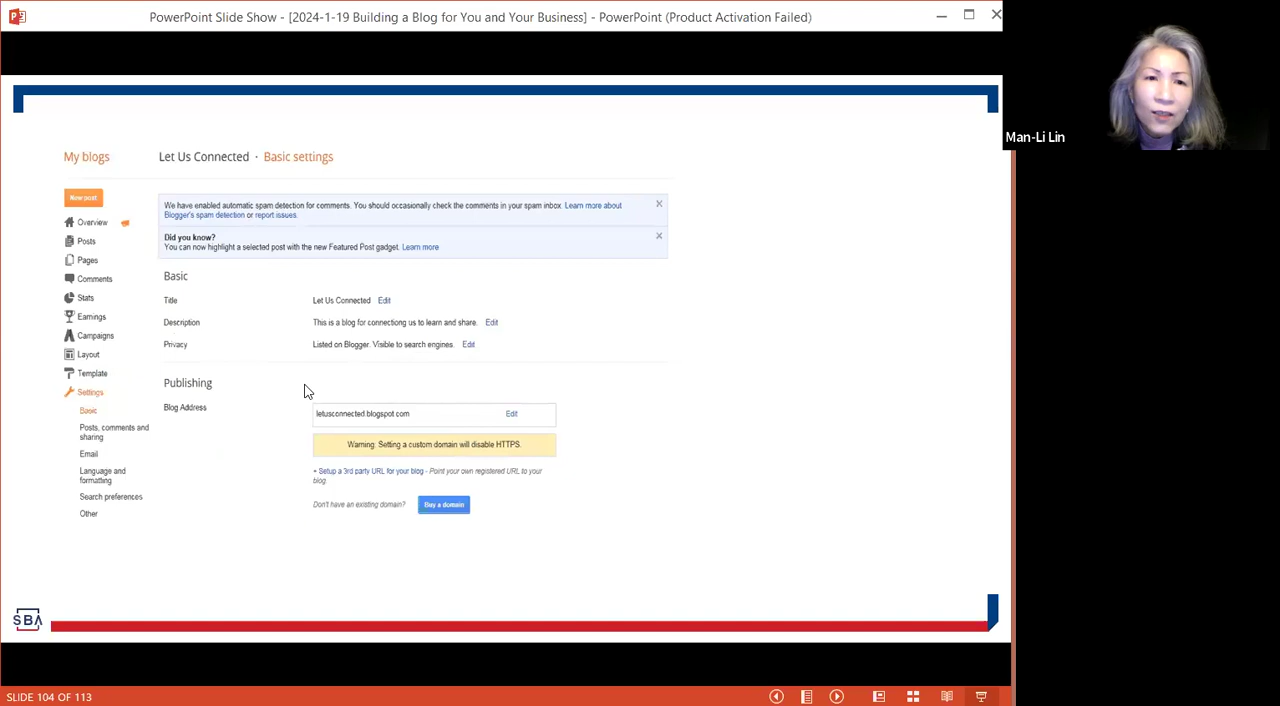 PowerPoint Slide Show - [2024-1-19 Building a Blog for You and Your Business] - PowerPoint (Product Activation Failed)
Man-Li Lin
My blogs
Let Us Connected · Basic settings
New post
Overview
Posts
Pages
Comments
Stats
Earnings
Campaigns
Layout
Template
Settings
Basic
Posts, comments and
sharing
Email
Language and
formatting
Search preferences
Other
We have enabled automatic spam detection for comments. You should occasionally check the comments in your spam inbox. Learn more about
Blogger's spam detection or report issues.
Did you know?
You can now highlight a selected post with the new Featured Post gadget. Learn more
Basic
Title Let Us Connected Edit
Description This is a blog for connectiong us to learn and share. Edit
Privacy Listed on Blogger. Visible to search engines. Edit
Publishing
Blog Address
letusconnected.blogspot.com Edit
Warning: Setting a custom domain will disable HTTPS.
+ Setup a 3rd party URL for your blog - Point your own registered URL to your
blog.
Don't have an existing domain? Buy a domain
SBA
SLIDE 104 OF 113